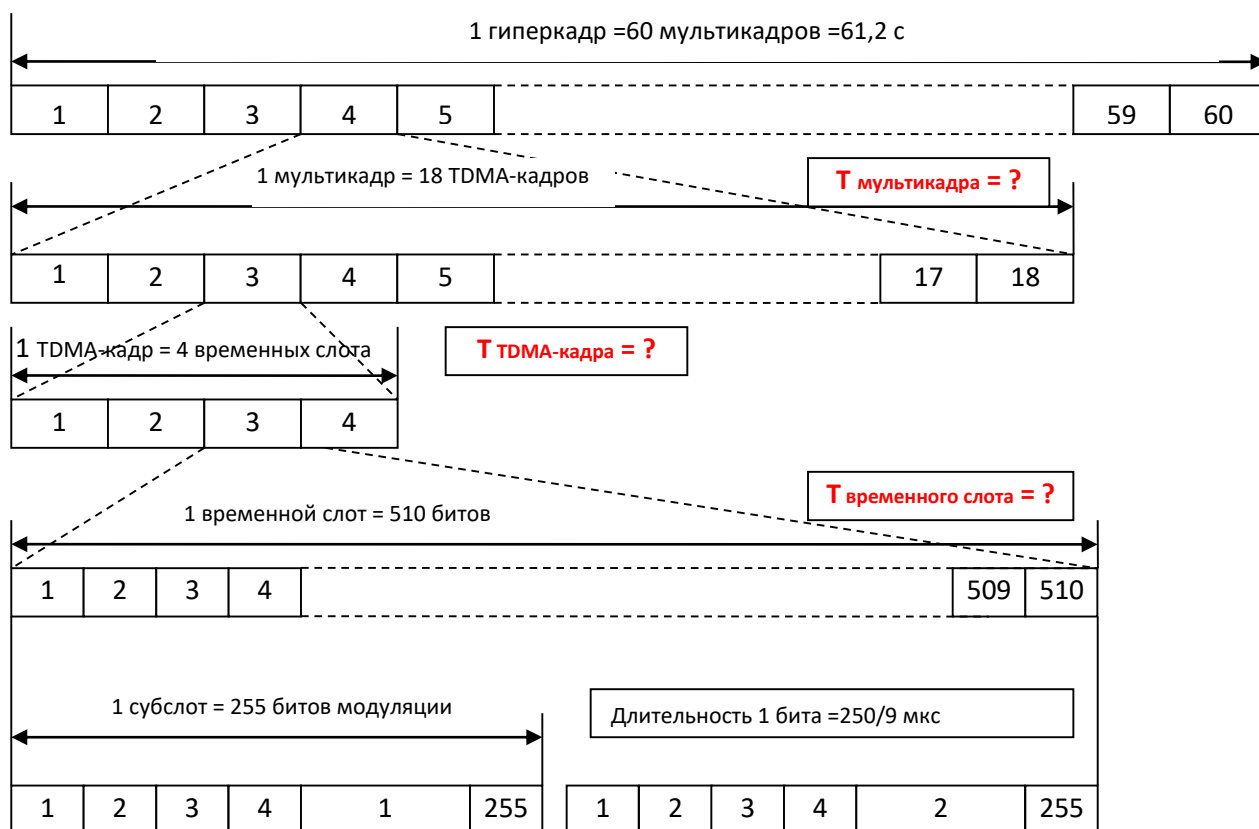 1 гиперкадр =60 мультикадров =61,2 с
1 2 3 4 5 59 60
1 мультикадр = 18 TDMA-кадров
Т мультикадра = ?
1 2 3 4 5 17 18
1 TDMA-кадр = 4 временных слота
Т TDMA-кадра = ?
1 2 3 4
Т временного слота = ?
1 временной слот = 510 битов
1 2 3 4 509 510
1 субслот = 255 битов модуляции
Длительность 1 бита =250/9 мкс
1 2 3 4 1 255 1 2 3 4 2 255